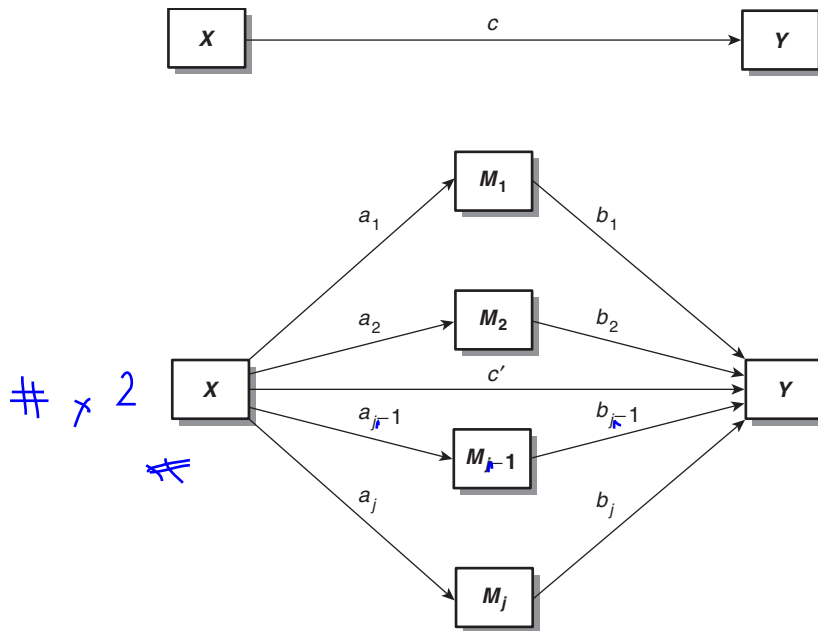 X c Y
M₁
a₁ b₁
M₂
a₂ b₂
X c′ Y
# x 2
aⱼ₋₁ bⱼ₋₁
Mⱼ₋₁
#
aⱼ bⱼ
Mⱼ